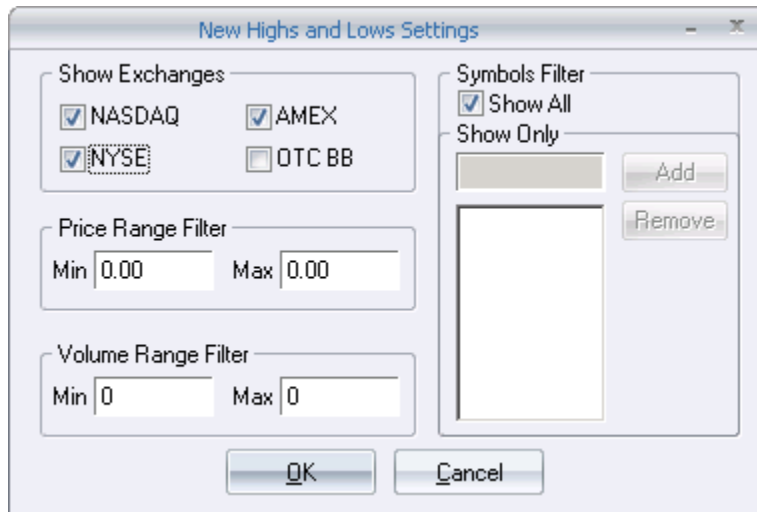 New Highs and Lows Settings
Show Exchanges
NASDAQ
AMEX
NYSE
OTC BB
Price Range Filter
Min 0.00 Max 0.00
Volume Range Filter
Min 0 Max 0
Symbols Filter
Show All
Show Only
Add
Remove
OK
Cancel